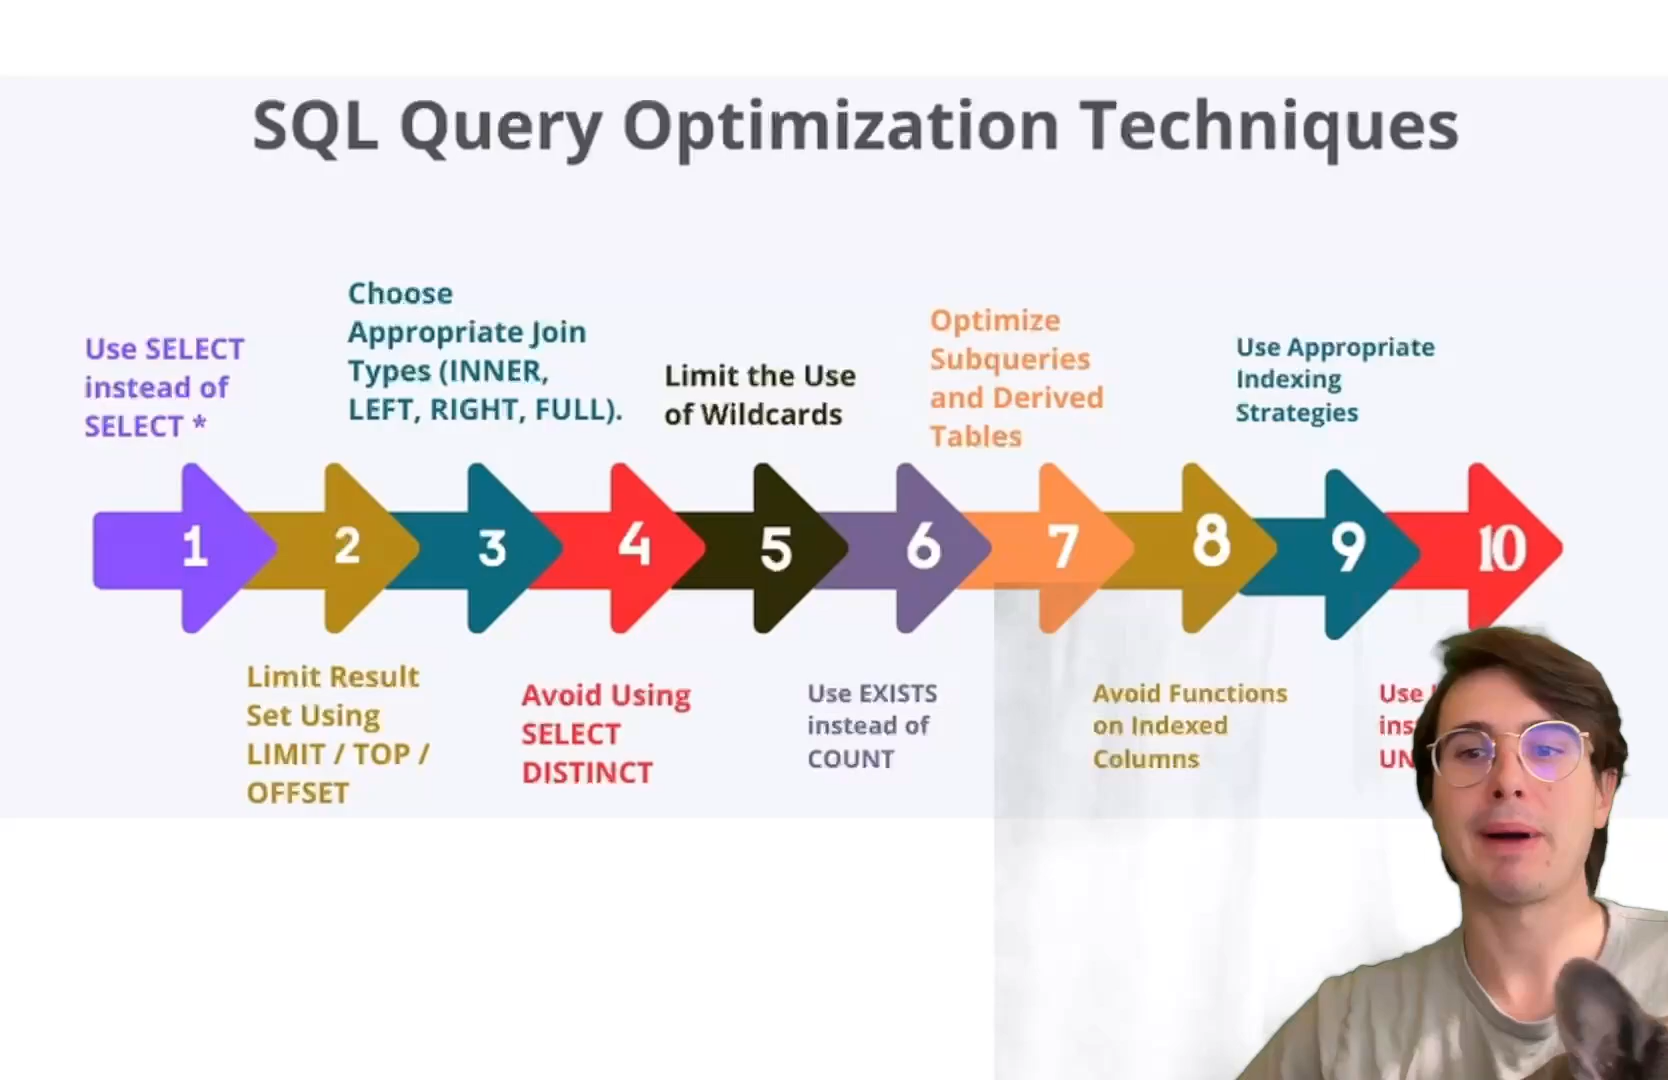 SQL Query Optimization Techniques
Use SELECT
instead of
SELECT *
Choose
Appropriate Join
Types (INNER,
LEFT, RIGHT, FULL).
Limit the Use
of Wildcards
Optimize
Subqueries
and Derived
Tables
Use Appropriate
Indexing
Strategies
1 2 3 4 5 6 7 8 9 10
Limit Result
Set Using
LIMIT / TOP /
OFFSET
Avoid Using
SELECT
DISTINCT
Use EXISTS
instead of
COUNT
Avoid Functions
on Indexed
Columns
Use